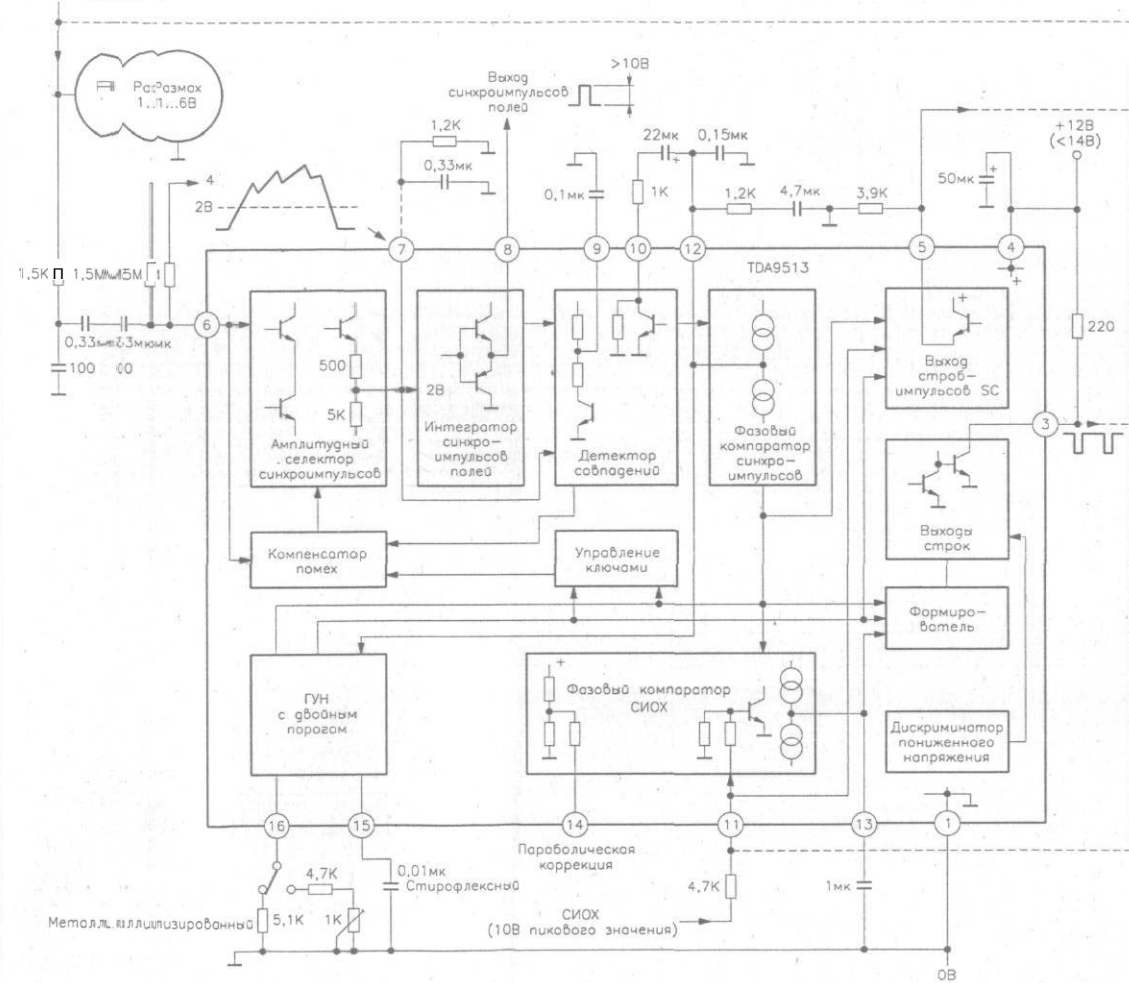 >10В
Выход
синхроимпульсов
полей
Размах
1...6В
+12В
(<14В)
1,2К
0,33мк
22мк
0,15мк
0,1мк
1К
1,2К
4,7мк
3,9К
50мк
4
2В
7
8
9
10
12
5
4
TDA9513
1,5К
6
100
500
5К
2В
220
Амплитудный
селектор
синхроимпульсов
Интегратор
синхро-
импульсов
полей
Детектор
совпадений
Фазовый
компаратор
синхро-
импульсов
Выход
строб-
импульсов SC
3
Выходы
строк
Компенсатор
помех
Управление
ключами
Формиро-
ватель
ГУН
с двойным
порогом
Фазовый компаратор
СИОХ
Дискриминатор
пониженного
напряжения
16
15
14
11
13
1
Параболическая
коррекция
4,7К
0,01мк
Стирофлексный
5,1К
1К
4,7К
1мк
СИОХ
(10В пикового значения)
0В